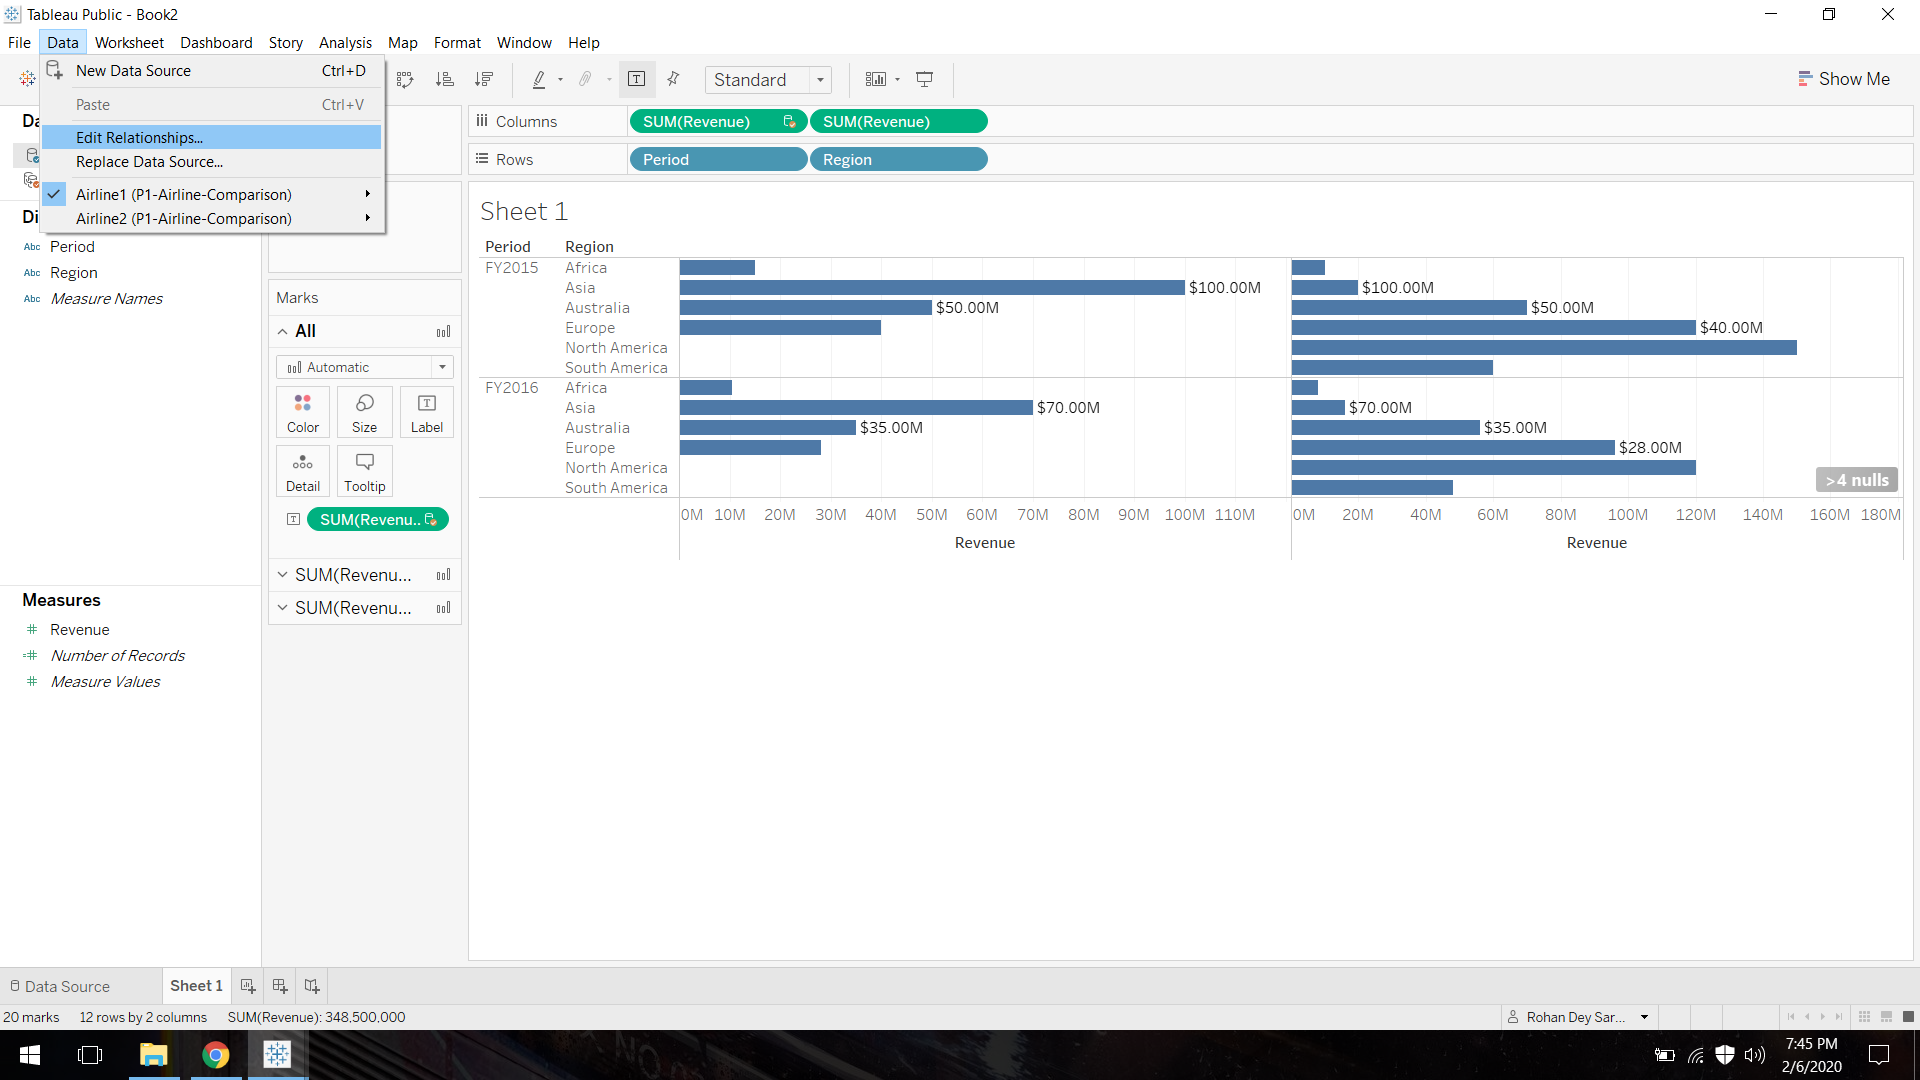 Tableau Public - Book2
File Data Worksheet Dashboard Story Analysis Map Format Window Help
New Data Source Ctrl+D
Paste Ctrl+V
Edit Relationships...
Replace Data Source...
Airline1 (P1-Airline-Comparison)
Airline2 (P1-Airline-Comparison)
Standard
Show Me
Da
Di
Abc Period
Abc Region
Abc Measure Names
Measures
Revenue
Number of Records
Measure Values
Marks
All
Automatic
Color Size Label
Detail Tooltip
SUM(Revenu..
SUM(Revenu...
SUM(Revenu...
Columns SUM(Revenue) SUM(Revenue)
Rows Period Region
Sheet 1
Period Region
FY2015 Africa
Asia $100.00M $100.00M
Australia $50.00M $50.00M
Europe $40.00M
North America
South America
FY2016 Africa
Asia $70.00M $70.00M
Australia $35.00M $35.00M
Europe $28.00M
North America
South America
>4 nulls
0M 10M 20M 30M 40M 50M 60M 70M 80M 90M 100M 110M 0M 20M 40M 60M 80M 100M 120M 140M 160M 180M
Revenue Revenue
Data Source Sheet 1
20 marks 12 rows by 2 columns SUM(Revenue): 348,500,000 Rohan Dey Sar...
7:45 PM
2/6/2020